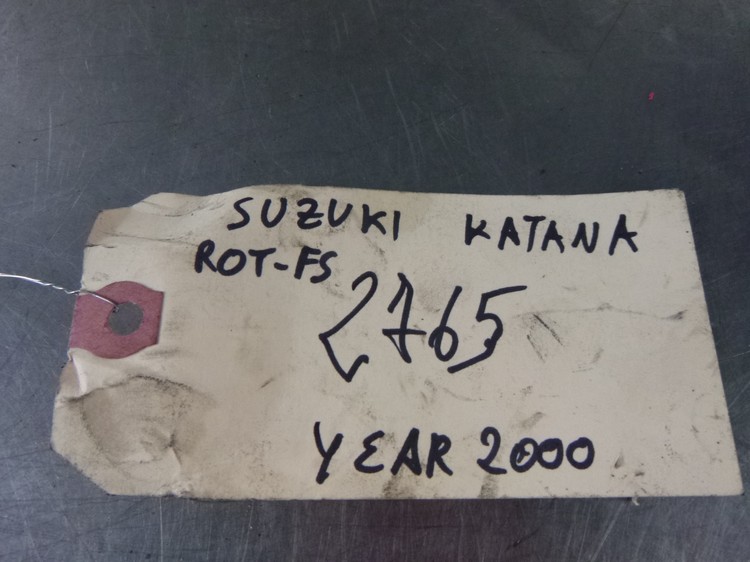 SUZUKI KATANA
ROT-FS
2765
YEAR 2000